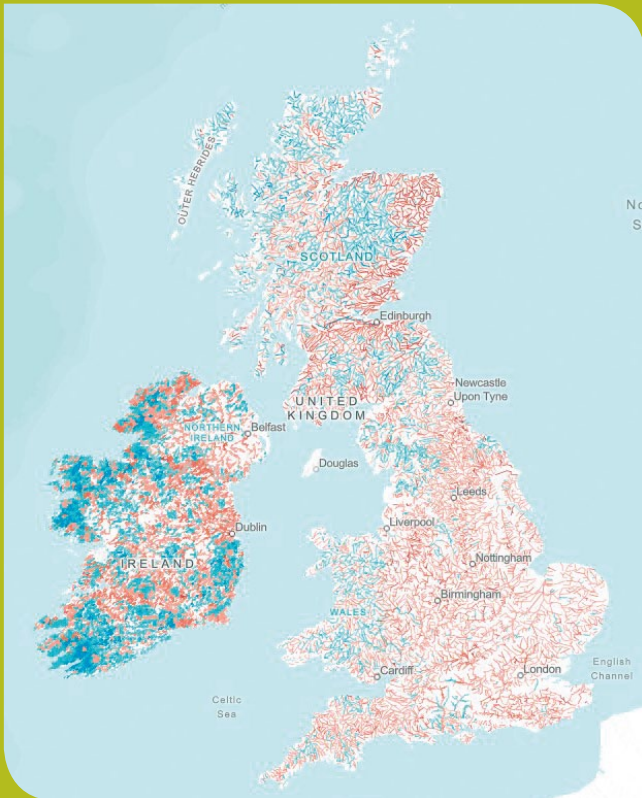 OUTER HEBRIDES
No
S
SCOTLAND
Edinburgh
Newcastle
Upon Tyne
UNITED
KINGDOM
NORTHERN
IRELAND
Belfast
Douglas
Leeds
Liverpool
Dublin
Nottingham
IRELAND
Birmingham
WALES
English
Channel
London
Cardiff
Celtic
Sea